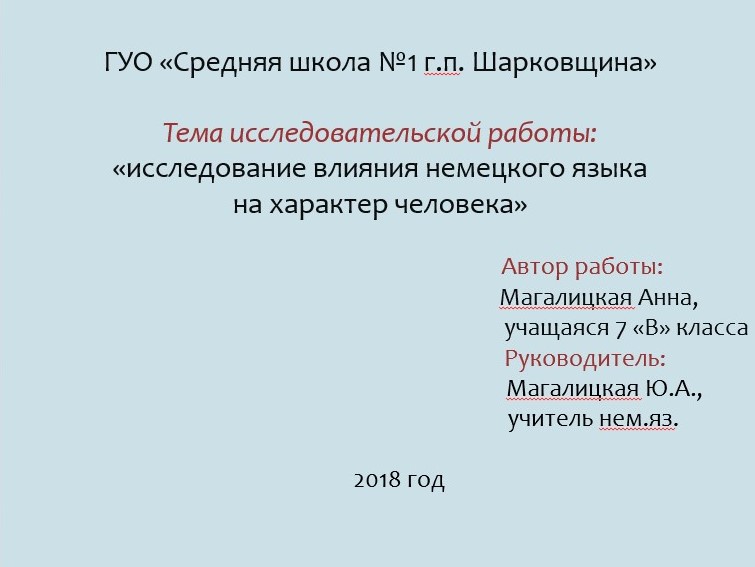 ГУО «Средняя школа №1 г.п. Шарковщина»
Тема исследовательской работы:
«исследование влияния немецкого языка
на характер человека»
Автор работы:
Магалицкая Анна,
учащаяся 7 «В» класса
Руководитель:
Магалицкая Ю.А.,
учитель нем.яз.
2018 год